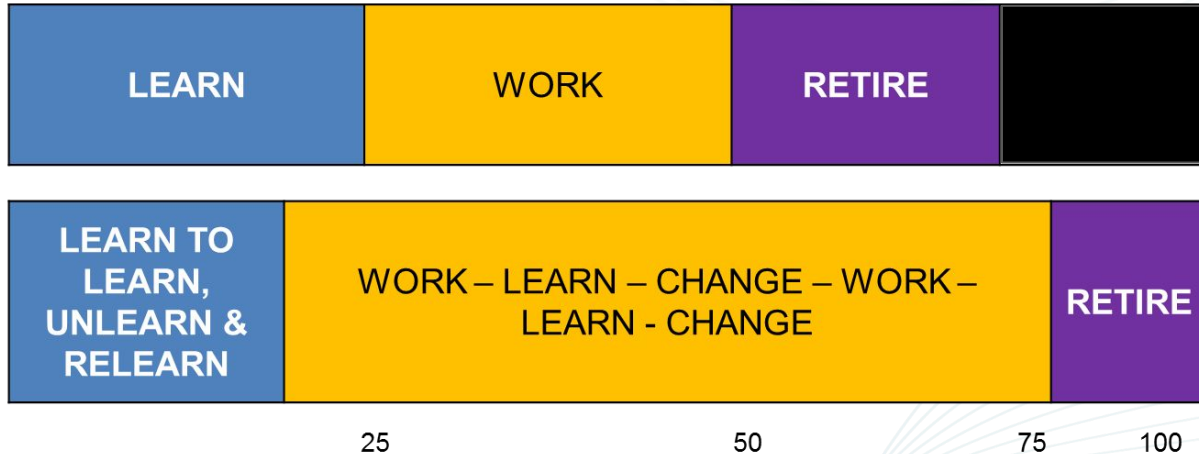 LEARN
WORK
RETIRE
LEARN TO
LEARN,
UNLEARN &
RELEARN
WORK – LEARN – CHANGE – WORK –
LEARN - CHANGE
RETIRE
25
50
75
100